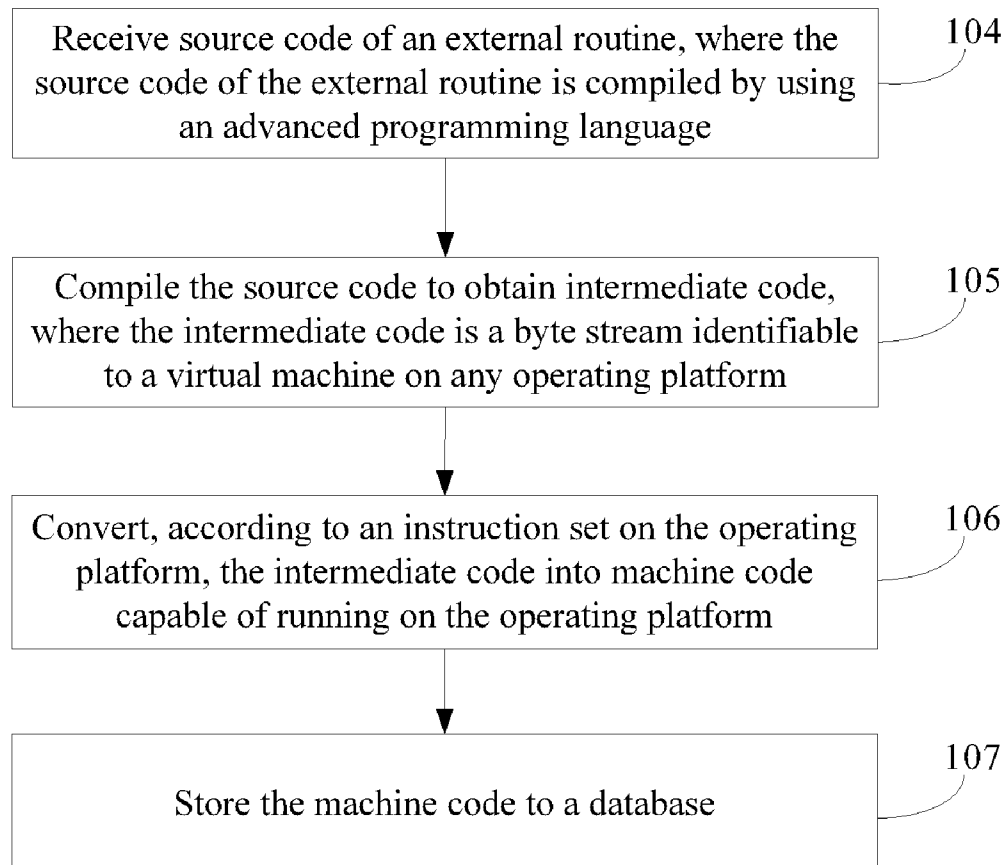 Receive source code of an external routine, where the
source code of the external routine is compiled by using
an advanced programming language
104
Compile the source code to obtain intermediate code,
where the intermediate code is a byte stream identifiable
to a virtual machine on any operating platform
105
Convert, according to an instruction set on the operating
platform, the intermediate code into machine code
capable of running on the operating platform
106
Store the machine code to a database
107